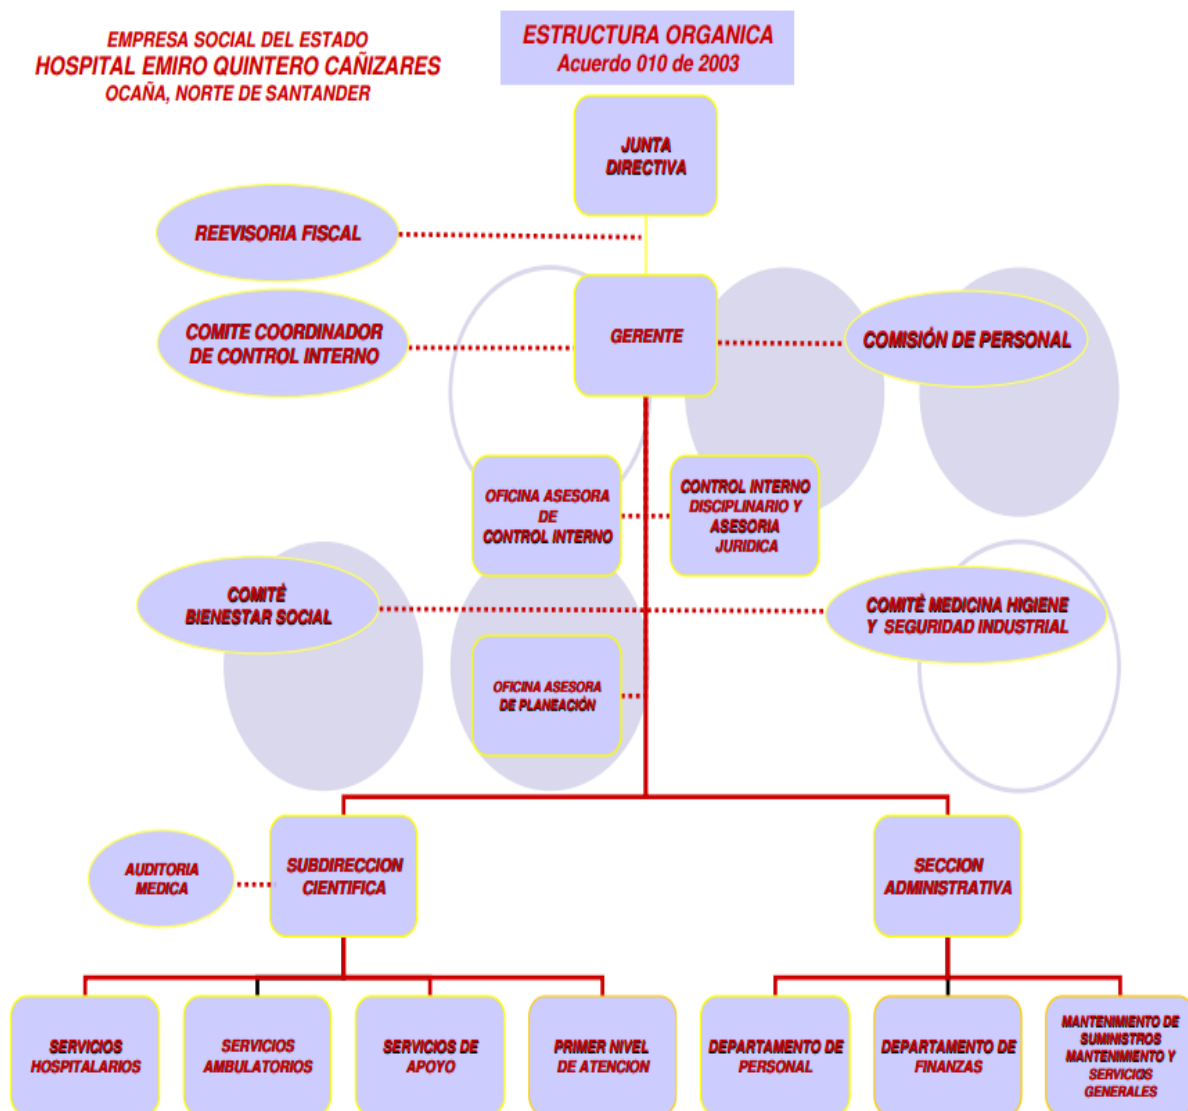 EMPRESA SOCIAL DEL ESTADO
HOSPITAL EMIRO QUINTERO CAÑIZARES
OCAÑA, NORTE DE SANTANDER
ESTRUCTURA ORGANICA
Acuerdo 010 de 2003
JUNTA
DIRECTIVA
REEVISORIA FISCAL
COMITE COORDINADOR
DE CONTROL INTERNO
GERENTE
COMISIÓN DE PERSONAL
OFICINA ASESORA
DE
CONTROL INTERNO
CONTROL INTERNO
DISCIPLINARIO Y
ASESORIA
JURIDICA
COMITÉ
BIENESTAR SOCIAL
COMITÉ MEDICINA HIGIENE
Y SEGURIDAD INDUSTRIAL
OFICINA ASESORA
DE PLANEACIÓN
AUDITORIA
MEDICA
SUBDIRECCION
CIENTIFICA
SECCION
ADMINISTRATIVA
SERVICIOS
HOSPITALARIOS
SERVICIOS
AMBULATORIOS
SERVICIOS DE
APOYO
PRIMER NIVEL
DE ATENCION
DEPARTAMENTO DE
PERSONAL
DEPARTAMENTO DE
FINANZAS
MANTENIMIENTO DE
SUMINISTROS
MANTENIMIENTO Y
SERVICIOS
GENERALES